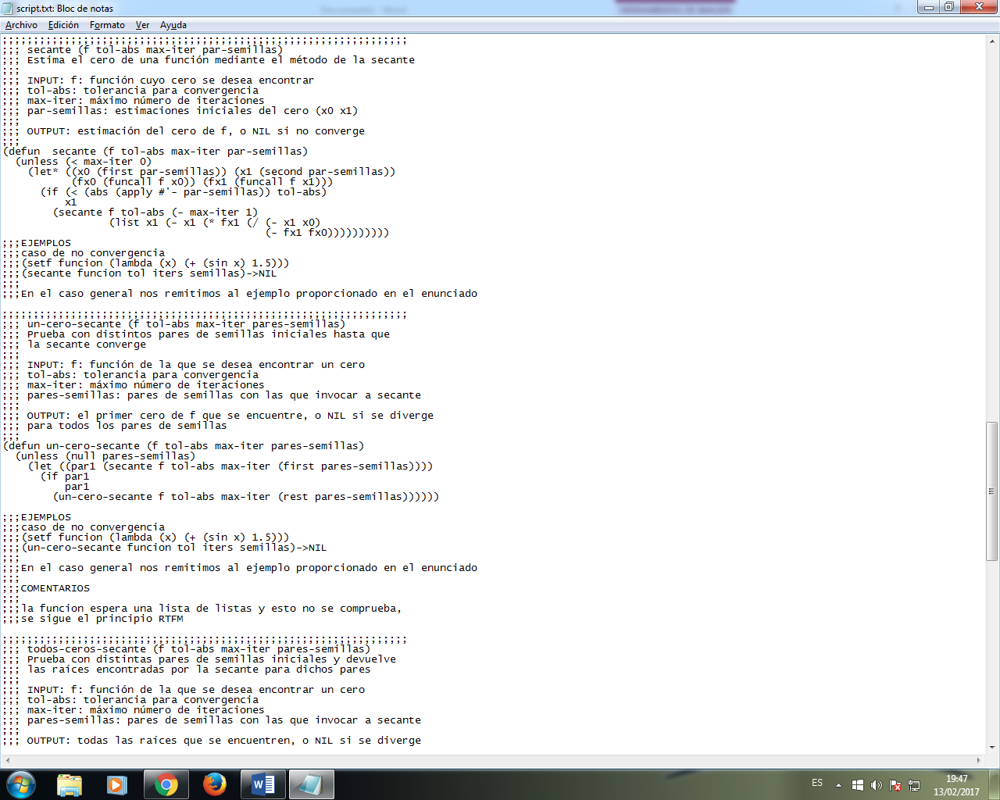 script.txt: Bloc de notas
Archivo Edición Formato Ver Ayuda
;;;;;;;;;;;;;;;;;;;;;;;;;;;;;;;;;;;;;;;;;;;;;;;;;;;;;;;;;;;;;;;;;
;;; secante (f tol-abs max-iter par-semillas)
;;; Estima el cero de una función mediante el método de la secante
;;;
;;; INPUT: f: función cuyo cero se desea encontrar
;;; tol-abs: tolerancia para convergencia
;;; max-iter: máximo número de iteraciones
;;; par-semillas: estimaciones iniciales del cero (x0 x1)
;;;
;;; OUTPUT: estimación del cero de f, o NIL si no converge
;;;
(defun  secante (f tol-abs max-iter par-semillas)
  (unless (< max-iter 0)
    (let* ((x0 (first par-semillas)) (x1 (second par-semillas))
           (fx0 (funcall f x0)) (fx1 (funcall f x1)))
      (if (< (abs (apply #'- par-semillas)) tol-abs)
          x1
        (secante f tol-abs (- max-iter 1)
                 (list x1 (- x1 (* fx1 (/ (- x1 x0)
                                          (- fx1 fx0))))))))))
;;;EJEMPLOS
;;;caso de no convergencia
;;;(setf funcion (lambda (x) (+ (sin x) 1.5)))
;;;(secante funcion tol iters semillas)->NIL
;;;
;;;En el caso general nos remitimos al ejemplo proporcionado en el enunciado
;;;;;;;;;;;;;;;;;;;;;;;;;;;;;;;;;;;;;;;;;;;;;;;;;;;;;;;;;;;;;;;;;
;;; un-cero-secante (f tol-abs max-iter pares-semillas)
;;; Prueba con distintos pares de semillas iniciales hasta que
;;; la secante converge
;;;
;;; INPUT: f: función de la que se desea encontrar un cero
;;; tol-abs: tolerancia para convergencia
;;; max-iter: máximo número de iteraciones
;;; pares-semillas: pares de semillas con las que invocar a secante
;;;
;;; OUTPUT: el primer cero de f que se encuentre, o NIL si se diverge
;;; para todos los pares de semillas
;;;
(defun un-cero-secante (f tol-abs max-iter pares-semillas)
  (unless (null pares-semillas)
    (let ((par1 (secante f tol-abs max-iter (first pares-semillas))))
      (if par1
          par1
        (un-cero-secante f tol-abs max-iter (rest pares-semillas))))))
;;;EJEMPLOS
;;;caso de no convergencia
;;;(setf funcion (lambda (x) (+ (sin x) 1.5)))
;;;(un-cero-secante funcion tol iters semillas)->NIL
;;;
;;;En el caso general nos remitimos al ejemplo proporcionado en el enunciado
;;;
;;;COMENTARIOS
;;;
;;;la funcion espera una lista de listas y esto no se comprueba,
;;;se sigue el principio RTFM
;;;;;;;;;;;;;;;;;;;;;;;;;;;;;;;;;;;;;;;;;;;;;;;;;;;;;;;;;;;;;;;;;
;;; todos-ceros-secante (f tol-abs max-iter pares-semillas)
;;; Prueba con distintas pares de semillas iniciales y devuelve
;;; las raíces encontradas por la secante para dichos pares
;;;
;;; INPUT: f: función de la que se desea encontrar un cero
;;; tol-abs: tolerancia para convergencia
;;; max-iter: máximo número de iteraciones
;;; pares-semillas: pares de semillas con las que invocar a secante
;;;
;;; OUTPUT: todas las raíces que se encuentren, o NIL si se diverge
ES
19:47
13/02/2017